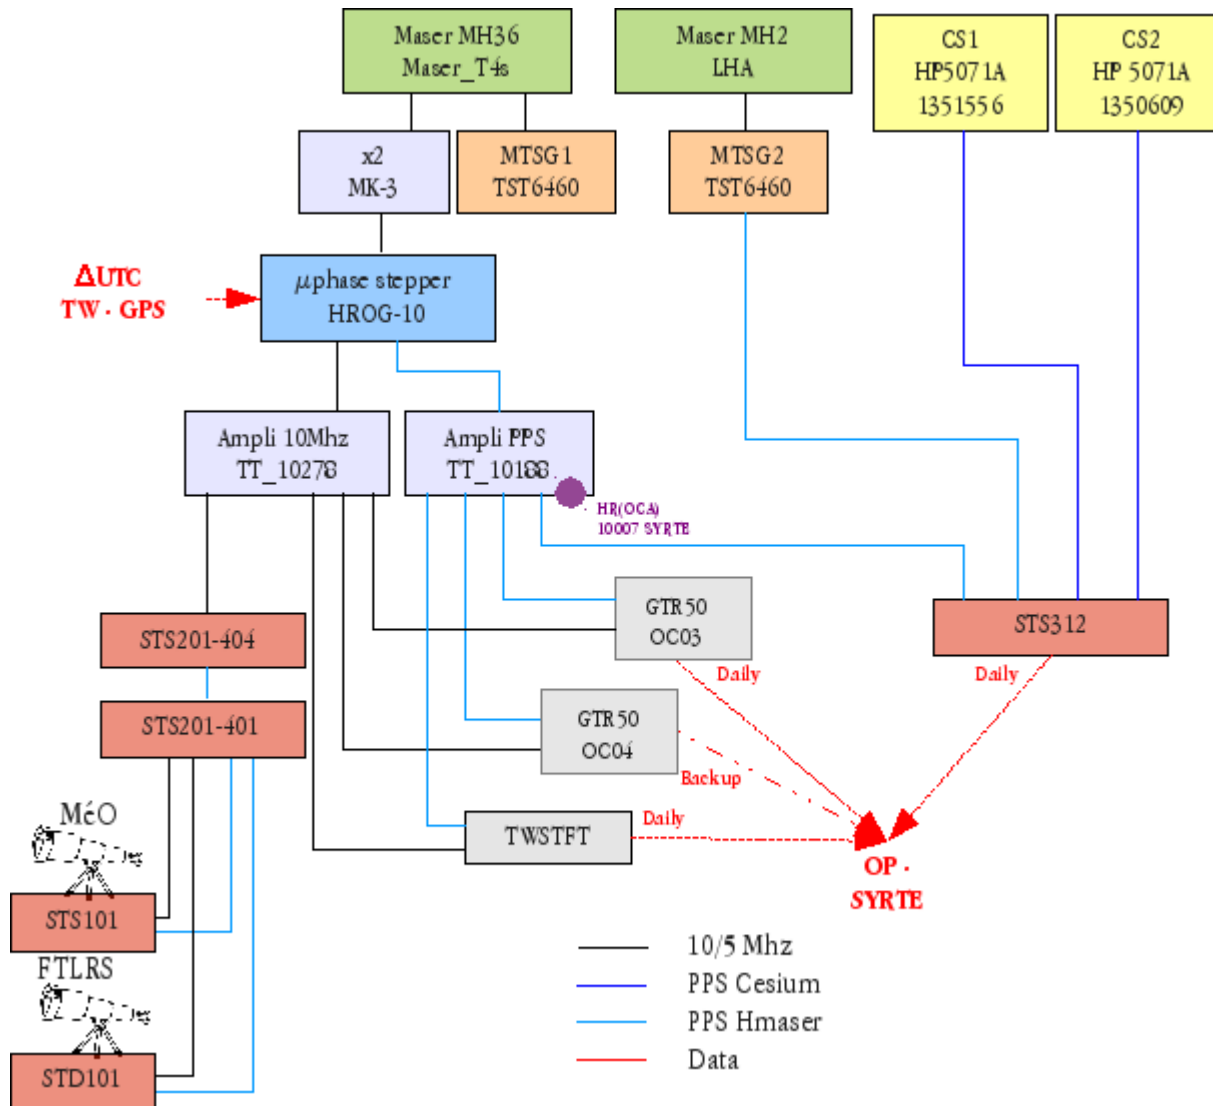 Maser MH36
Maser_T4s
Maser MH2
LHA
CS1
HP5071A
1351556
CS2
HP 5071A
1350609
x2
MK-3
MTSG1
TST6460
MTSG2
TST6460
ΔUTC
TW - GPS
μphase stepper
HROG-10
Ampli 10Mhz
TT_10278
Ampli PPS
TT_10188
HR(OCA)
10007 SYRTE
GTR50
OC03
STS312
STS201-404
Daily
Daily
STS201-401
GTR50
OC04
Backup
MéO
TWSTFT
Daily
OP -
SYRTE
STS101
FTLRS
STD101
10/5 Mhz
PPS Cesium
PPS Hmaser
Data